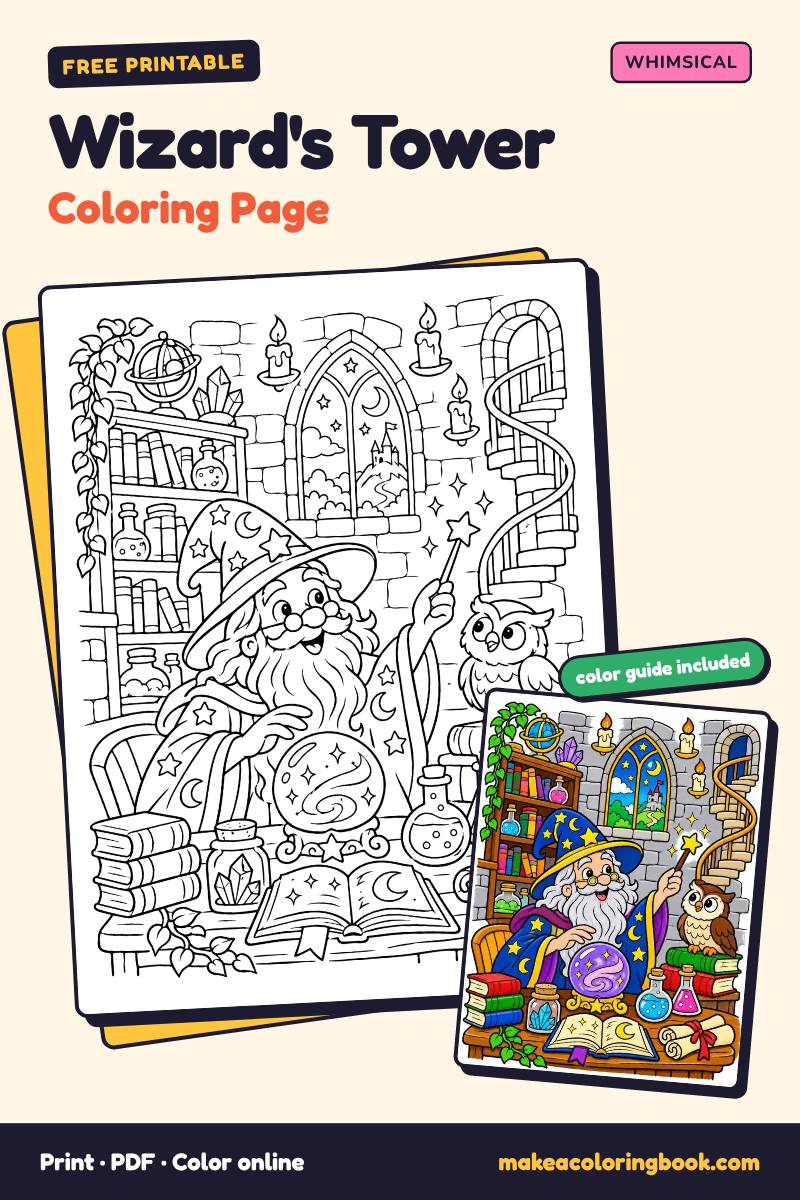 FREE PRINTABLE
WHIMSICAL
Wizard's Tower
Coloring Page
color guide included
Print · PDF · Color online
makeacoloringbook.com